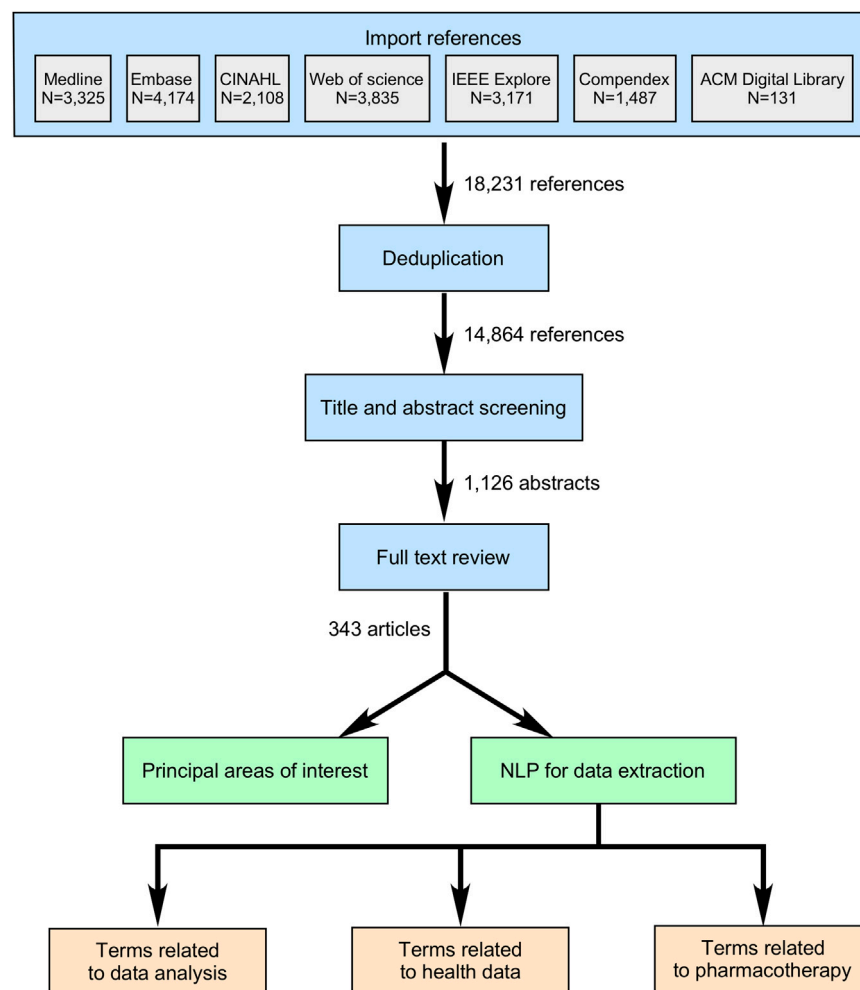 Import references
Medline
N=3,325
Embase
N=4,174
CINAHL
N=2,108
Web of science
N=3,835
IEEE Explore
N=3,171
Compendex
N=1,487
ACM Digital Library
N=131
18,231 references
Deduplication
14,864 references
Title and abstract screening
1,126 abstracts
Full text review
343 articles
Principal areas of interest
NLP for data extraction
Terms related
to data analysis
Terms related
to health data
Terms related
to pharmacotherapy